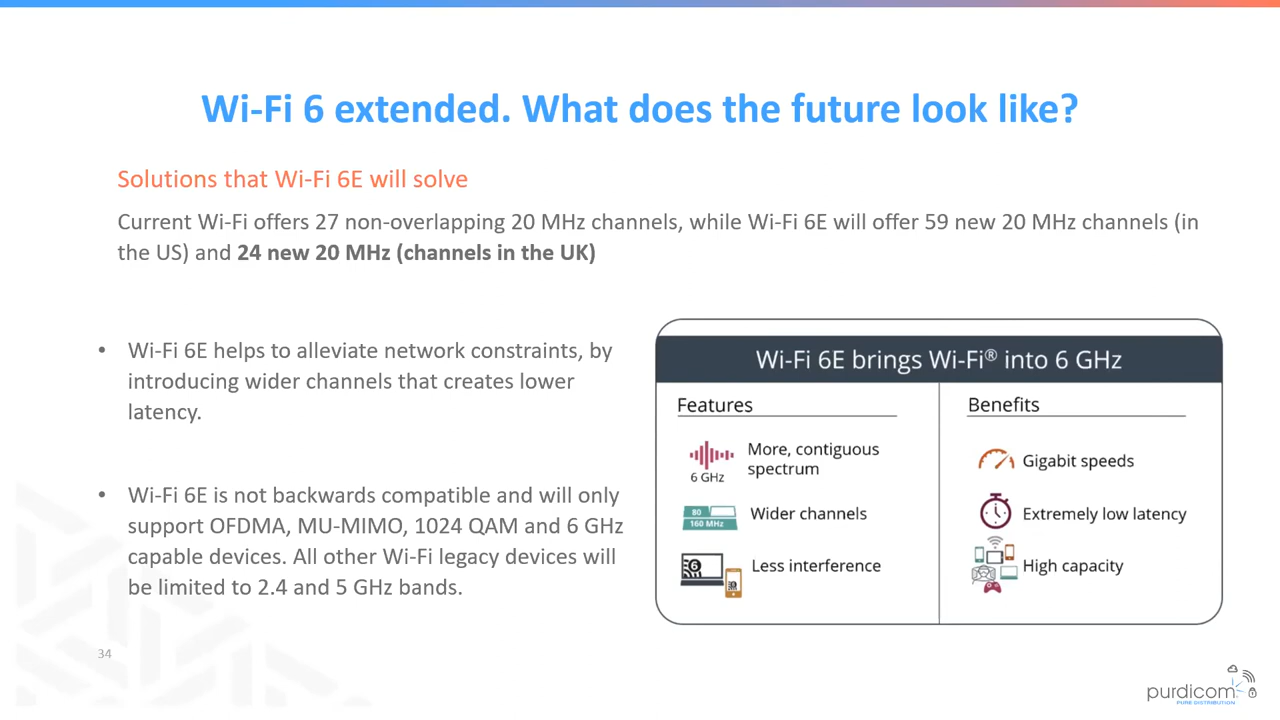 Wi-Fi 6 extended. What does the future look like?
Solutions that Wi-Fi 6E will solve
Current Wi-Fi offers 27 non-overlapping 20 MHz channels, while Wi-Fi 6E will offer 59 new 20 MHz channels (in
the US) and 24 new 20 MHz (channels in the UK)
• Wi-Fi 6E helps to alleviate network constraints, by
introducing wider channels that creates lower
latency.
• Wi-Fi 6E is not backwards compatible and will only
support OFDMA, MU-MIMO, 1024 QAM and 6 GHz
capable devices. All other Wi-Fi legacy devices will
be limited to 2.4 and 5 GHz bands.
Wi-Fi 6E brings Wi-Fi® into 6 GHz
Features
6 GHz
More, contiguous
spectrum
80
160 MHz
Wider channels
6
Less interference
Benefits
Gigabit speeds
Extremely low latency
High capacity
34
purdicom
PURE DISTRIBUTION